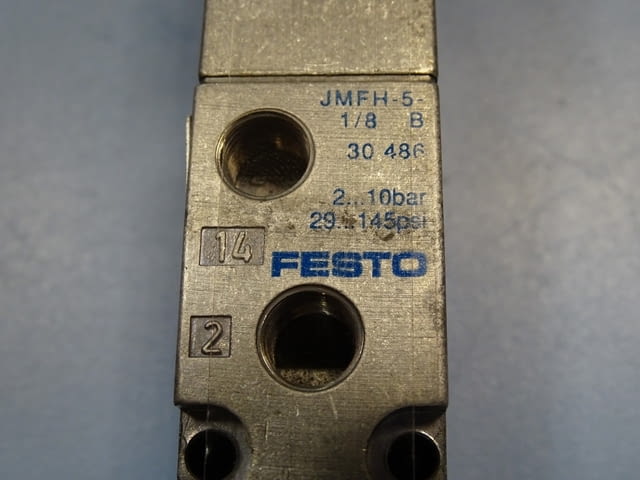 JMFH-5-
1/8 B
30 486
2...10bar
29...145psi
14
FESTO
2